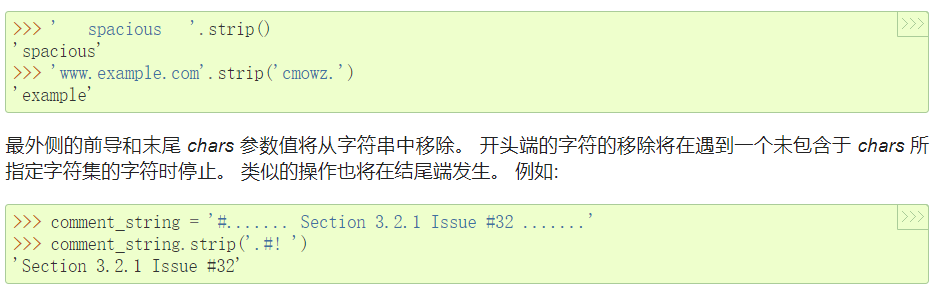 >>> '   spacious   '.strip()
>>>
'spacious'
>>> 'www.example.com'.strip('cmowz.')
'example'
最外侧的前导和末尾 chars 参数值将从字符串中移除。 开头端的字符的移除将在遇到一个未包含于 chars 所
指定字符集的字符时停止。 类似的操作也将在结尾端发生。 例如:
>>> comment_string = '#....... Section 3.2.1 Issue #32 .......'
>>>
>>> comment_string.strip('.#! ')
'Section 3.2.1 Issue #32'